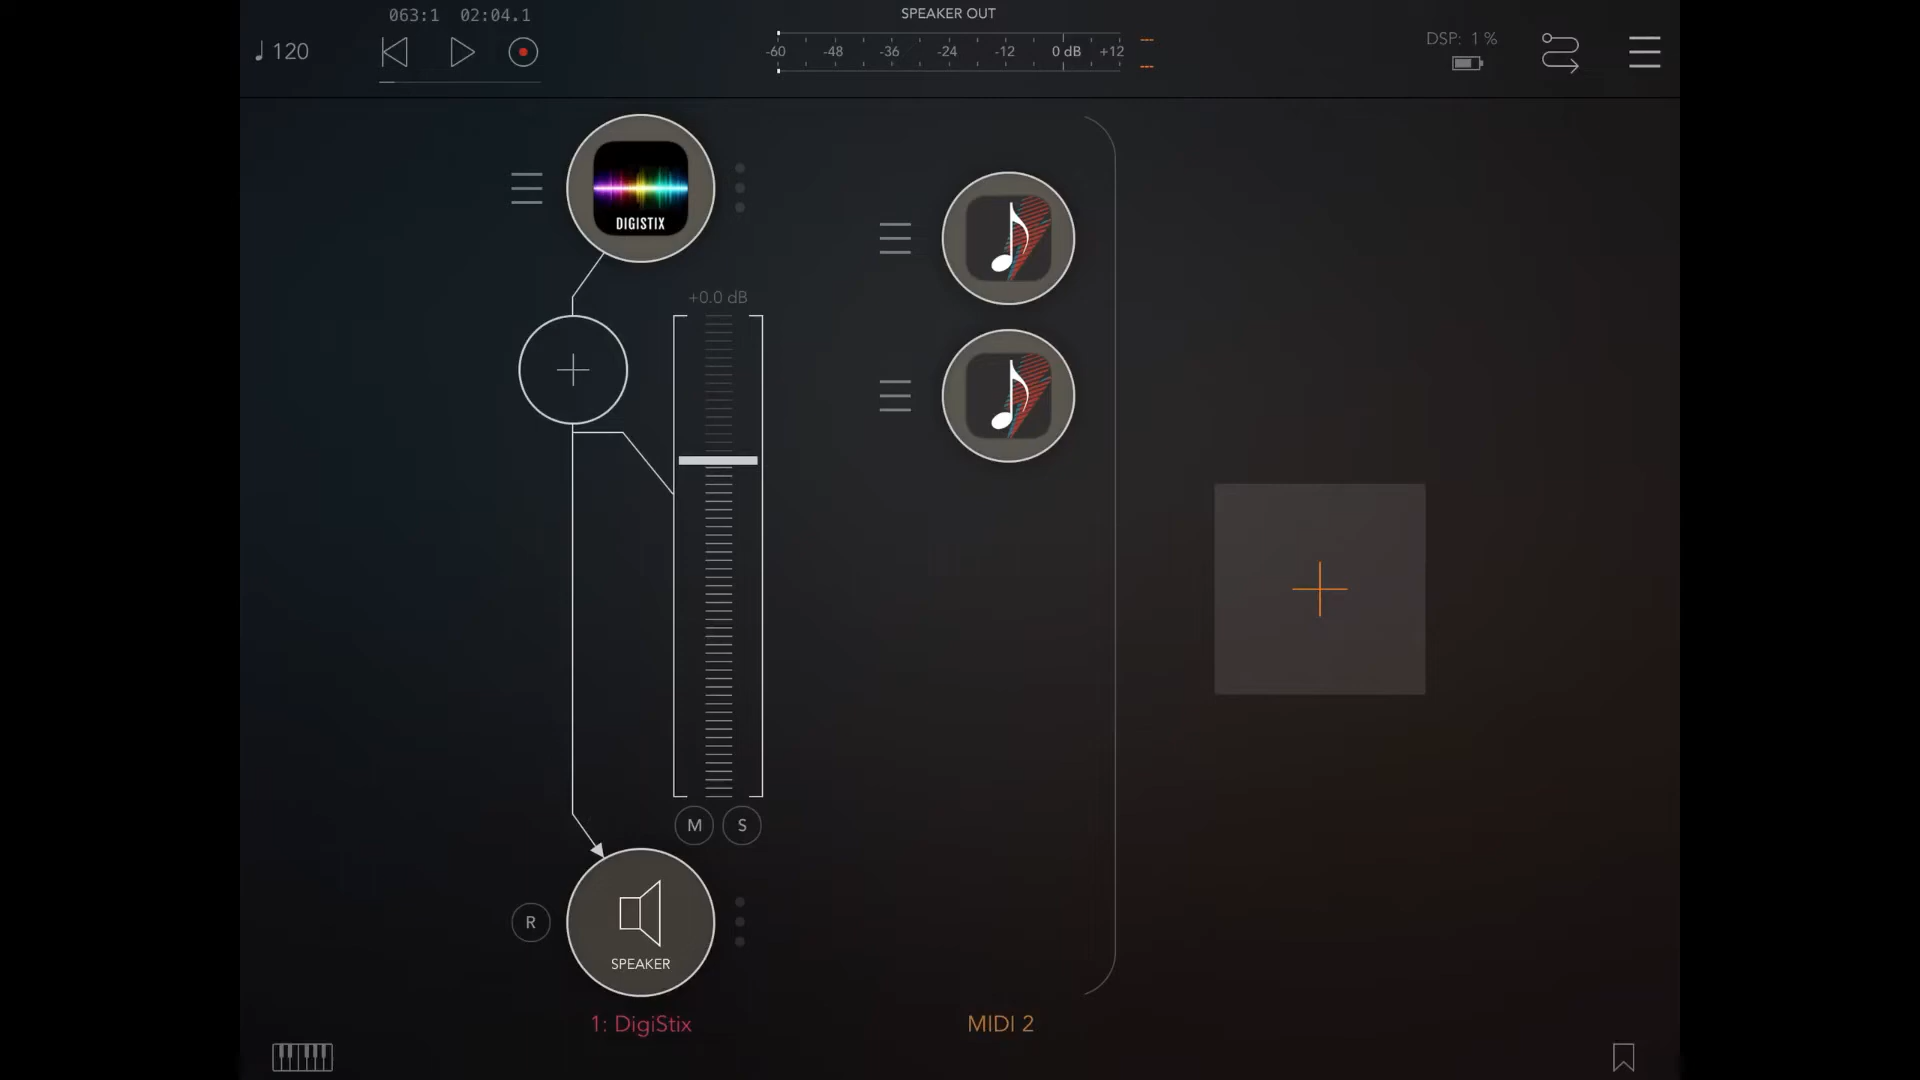 063:1 02:04.1
SPEAKER OUT
♩ 120
-60 -48 -36 -24 -12 0 dB +12
DSP: 1 %
DIGISTIX
+0.0 dB
M S
R
SPEAKER
1: DigiStix
MIDI 2